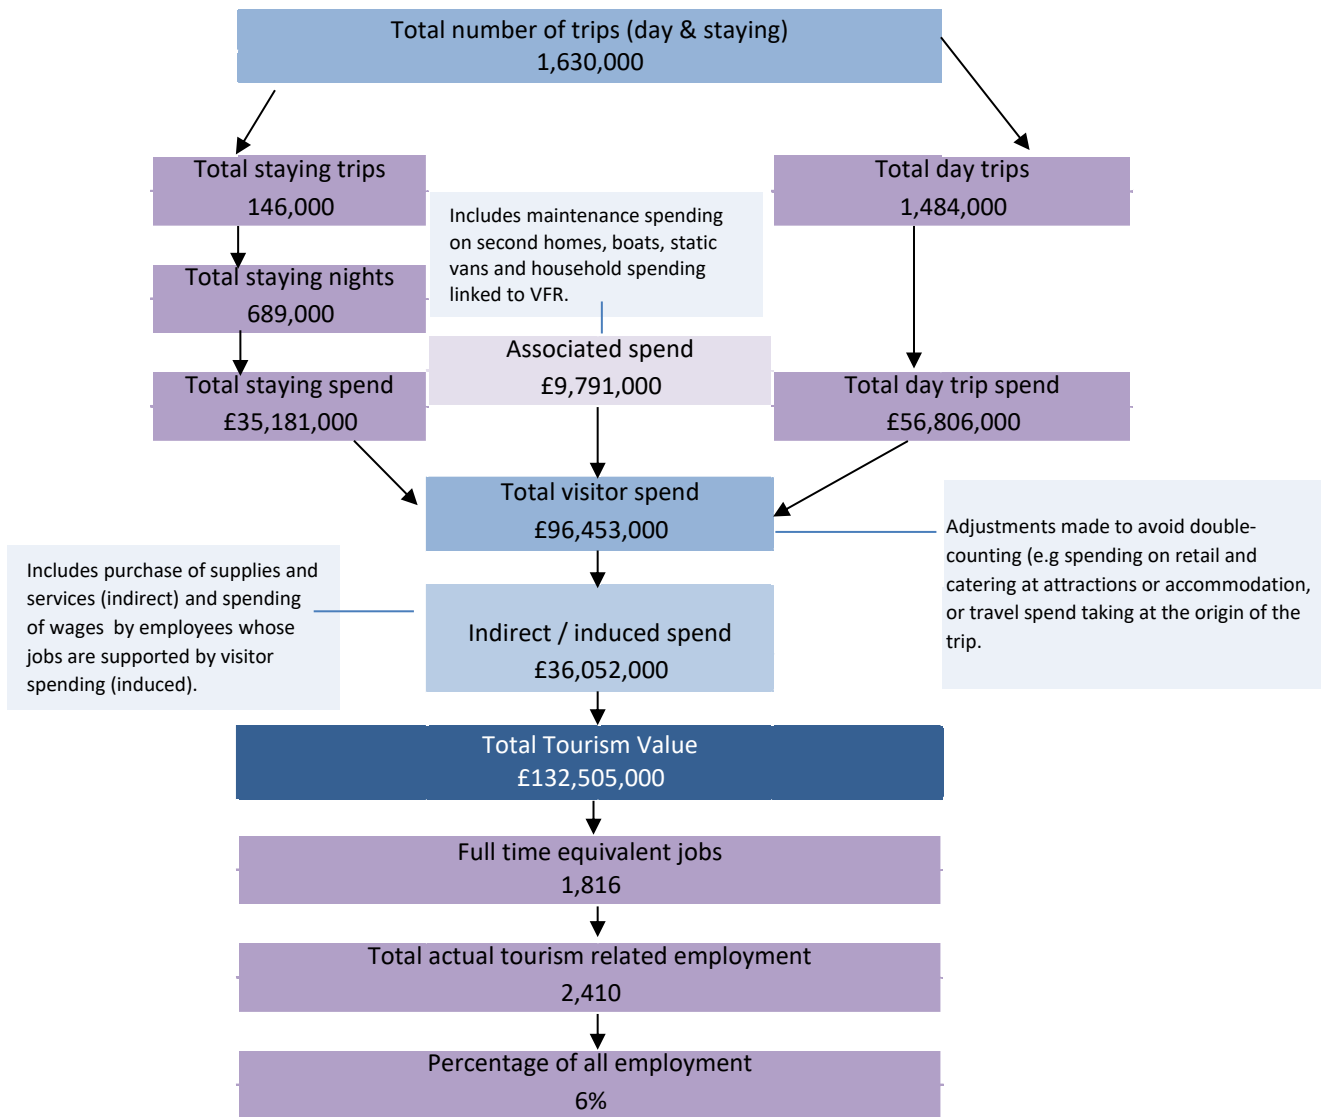 Total number of trips (day & staying)
1,630,000
Total staying trips
146,000
Total day trips
1,484,000
Includes maintenance spending
on second homes, boats, static
vans and household spending
linked to VFR.
Total staying nights
689,000
Associated spend
£9,791,000
Total staying spend
£35,181,000
Total day trip spend
£56,806,000
Total visitor spend
£96,453,000
Adjustments made to avoid double-
counting (e.g spending on retail and
catering at attractions or accommodation,
or travel spend taking at the origin of the
trip.
Includes purchase of supplies and
services (indirect) and spending
of wages by employees whose
jobs are supported by visitor
spending (induced).
Indirect / induced spend
£36,052,000
Total Tourism Value
£132,505,000
Full time equivalent jobs
1,816
Total actual tourism related employment
2,410
Percentage of all employment
6%